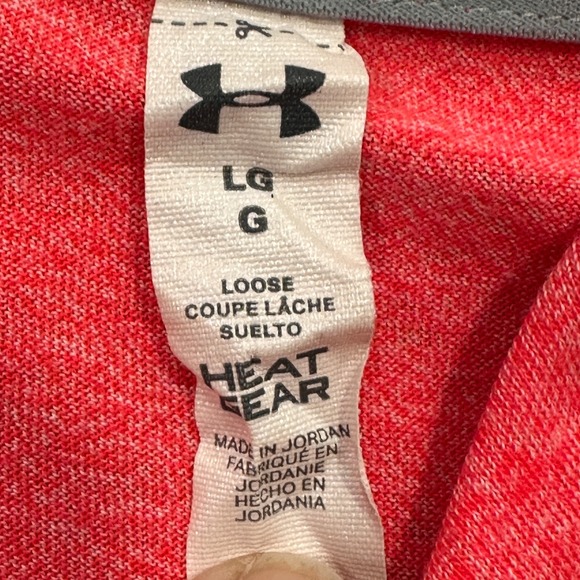 LG
G
LOOSE
COUPE LÂCHE
SUELTO
HEAT
GEAR
MADE IN JORDAN
FABRIQUÉ EN
JORDANIE
HECHO EN
JORDANIA